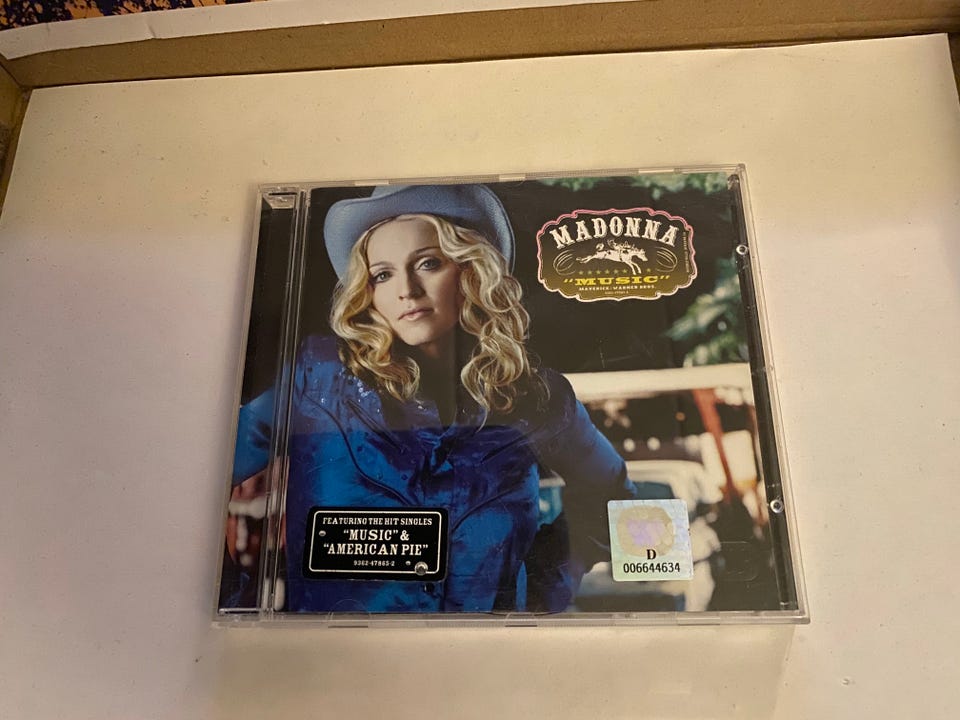 MADONNA
"MUSIC"
MAVERICK/WARNER BROS.
FEATURING THE HIT SINGLES
"MUSIC" &
"AMERICAN PIE"
9362-47865-2
D
006644634